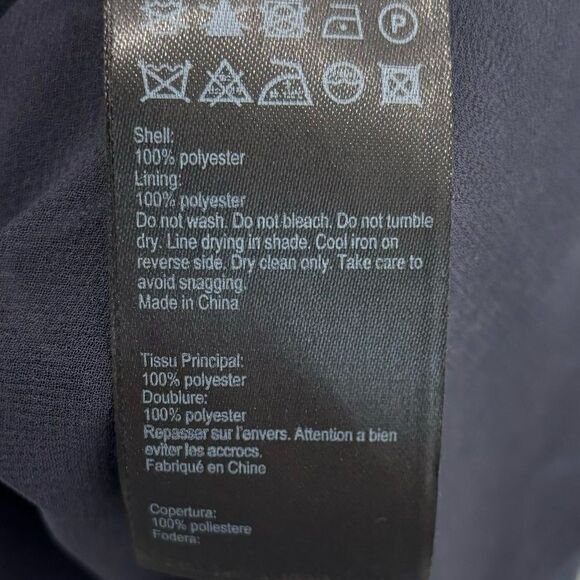 P
Shell:
100% polyester
Lining:
100% polyester
Do not wash. Do not bleach. Do not tumble
dry. Line drying in shade. Cool iron on
reverse side. Dry clean only. Take care to
avoid snagging.
Made in China
Tissu Principal:
100% polyester
Doublure:
100% polyester
Repasser sur l'envers. Attention a bien
eviter les accrocs.
Fabriqué en Chine
Copertura:
100% poliestere
Fodera: